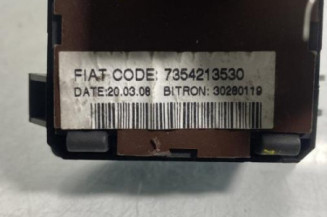 FIAT CODE: 7354213530
DATE:20.03.08 BITRON: 30280119